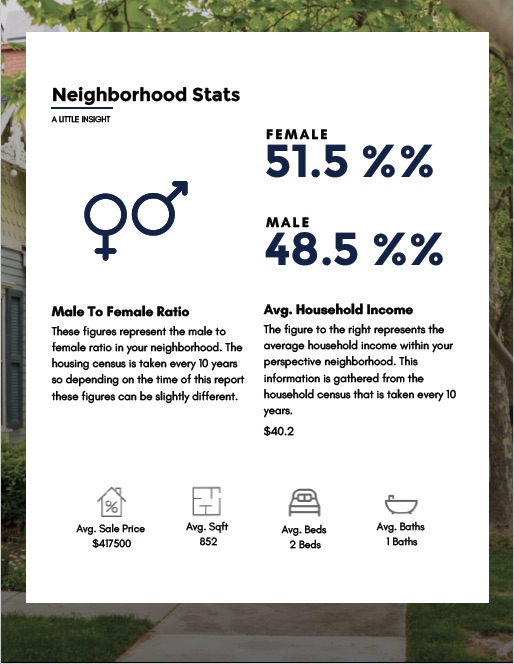 Neighborhood Stats
A LITTLE INSIGHT
FEMALE
51.5 %%
MALE
48.5 %%
Male To Female Ratio
These figures represent the male to
female ratio in your neighborhood. The
housing census is taken every 10 years
so depending on the time of this report
these figures can be slightly different.
Avg. Household Income
The figure to the right represents the
average household income within your
perspective neighborhood. This
information is gathered from the
household census that is taken every 10
years.
$40.2
%
Avg. Sale Price
$417500
Avg. Sqft
852
Avg. Beds
2 Beds
Avg. Baths
1 Baths